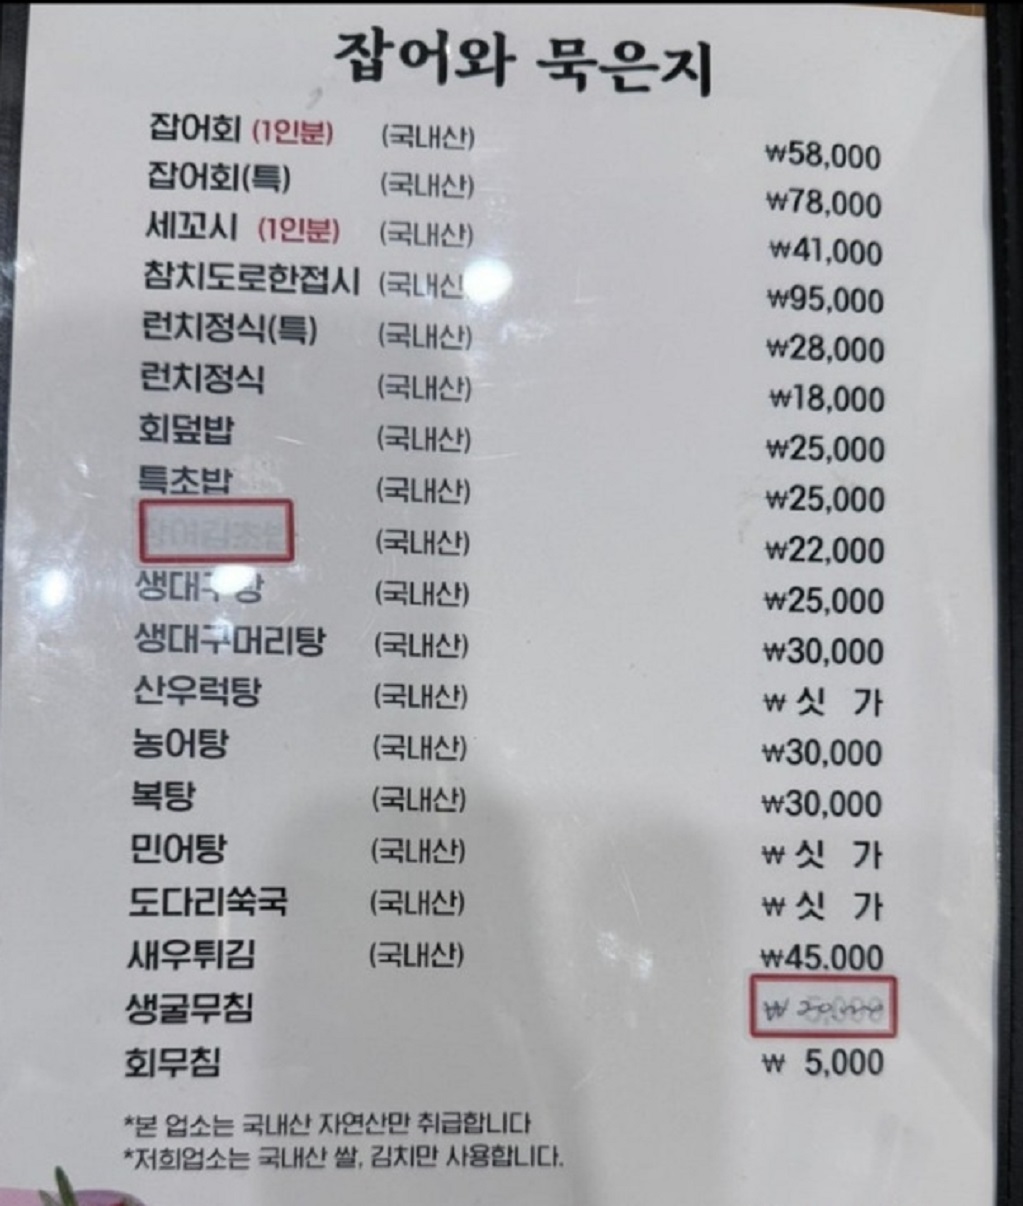 잡어와 묵은지
잡어회 (1인분) (국내산) ₩58,000
잡어회(특) (국내산) ₩78,000
세꼬시 (1인분) (국내산) ₩41,000
참치도로한접시 (국내산 ₩95,000
런치정식(특) (국내산) ₩28,000
런치정식 (국내산) ₩18,000
회덮밥 (국내산) ₩25,000
특초밥 (국내산) ₩25,000
(국내산) ₩22,000
생대구탕 (국내산) ₩25,000
생대구머리탕 (국내산) ₩30,000
산우럭탕 (국내산) ₩ 싯 가
농어탕 (국내산) ₩30,000
복탕 (국내산) ₩30,000
민어탕 (국내산) ₩ 싯 가
도다리쑥국 (국내산) ₩ 싯 가
새우튀김 (국내산) ₩45,000
생굴무침 ₩
회무침 ₩ 5,000
*본 업소는 국내산 자연산만 취급합니다
*저희업소는 국내산 쌀, 김치만 사용합니다.